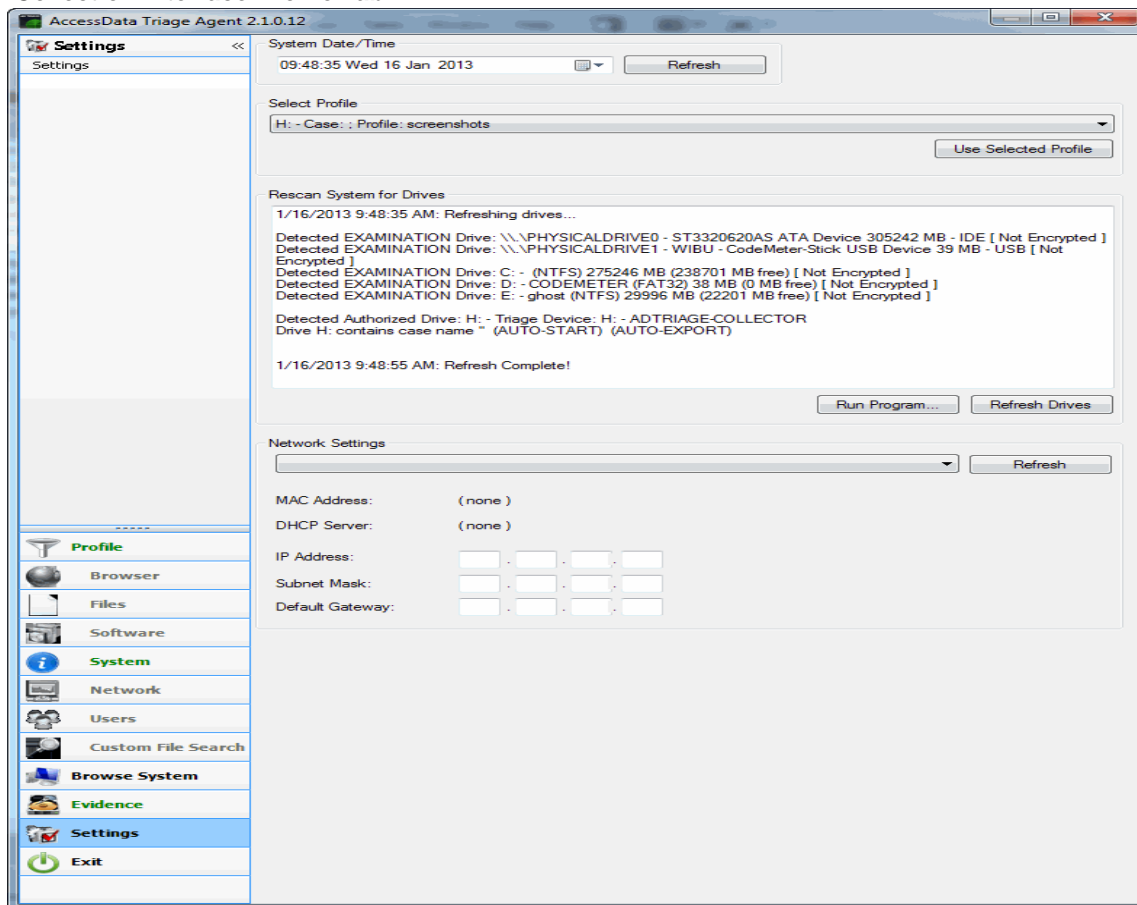 AccessData Triage Agent 2.1.0.12
Settings «
Settings
System Date/Time
09:48:35 Wed 16 Jan 2013
Refresh
Select Profile
H: - Case: ; Profile: screenshots
Use Selected Profile
Rescan System for Drives
1/16/2013 9:48:35 AM: Refreshing drives...
Detected EXAMINATION Drive: \\.\PHYSICALDRIVE0 - ST3320620AS ATA Device 305242 MB - IDE [ Not Encrypted ]
Detected EXAMINATION Drive: \\.\PHYSICALDRIVE1 - WIBU - CodeMeter-Stick USB Device 39 MB - USB [ Not
Encrypted ]
Detected EXAMINATION Drive: C: - (NTFS) 275246 MB (238701 MB free) [ Not Encrypted ]
Detected EXAMINATION Drive: D: - CODEMETER (FAT32) 38 MB (0 MB free) [ Not Encrypted ]
Detected EXAMINATION Drive: E: - ghost (NTFS) 29996 MB (22201 MB free) [ Not Encrypted ]
Detected Authorized Drive: H: - Triage Device: H: - ADTRIAGE-COLLECTOR
Drive H: contains case name '' (AUTO-START) (AUTO-EXPORT)
1/16/2013 9:48:55 AM: Refresh Complete!
Run Program... Refresh Drives
Network Settings
Refresh
MAC Address: ( none )
DHCP Server: ( none )
IP Address: . . .
Subnet Mask: . . .
Default Gateway: . . .
Profile
Browser
Files
Software
System
Network
Users
Custom File Search
Browse System
Evidence
Settings
Exit